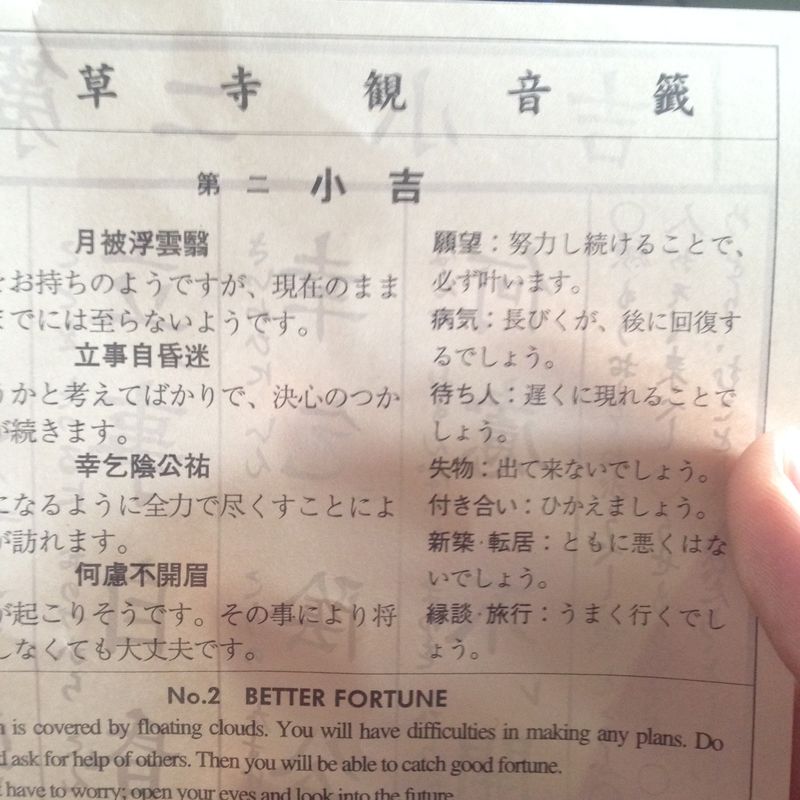 草寺観音籤
第二 小吉
月被浮雲翳
をお持ちのようですが、現在のまま
までには至らないようです。
立事自昏迷
うかと考えてばかりで、決心のつか
が続きます。
幸乞陰公祐
になるように全力で尽くすことによ
が訪れます。
何慮不開眉
が起こりそうです。その事により将
しなくても大丈夫です。
願望：努力し続けることで、
必ず叶います。
病気：長びくが、後に回復す
るでしょう。
待ち人：遅くに現れることで
しょう。
失物：出て来ないでしょう。
付き合い：ひかえましょう。
新築·転居：ともに悪くはな
いでしょう。
縁談·旅行：うまく行くでし
ょう。
No.2 BETTER FORTUNE
is covered by floating clouds. You will have difficulties in making any plans. Do
ask for help of others. Then you will be able to catch good fortune.
have to worry; open your eyes and look into the future.